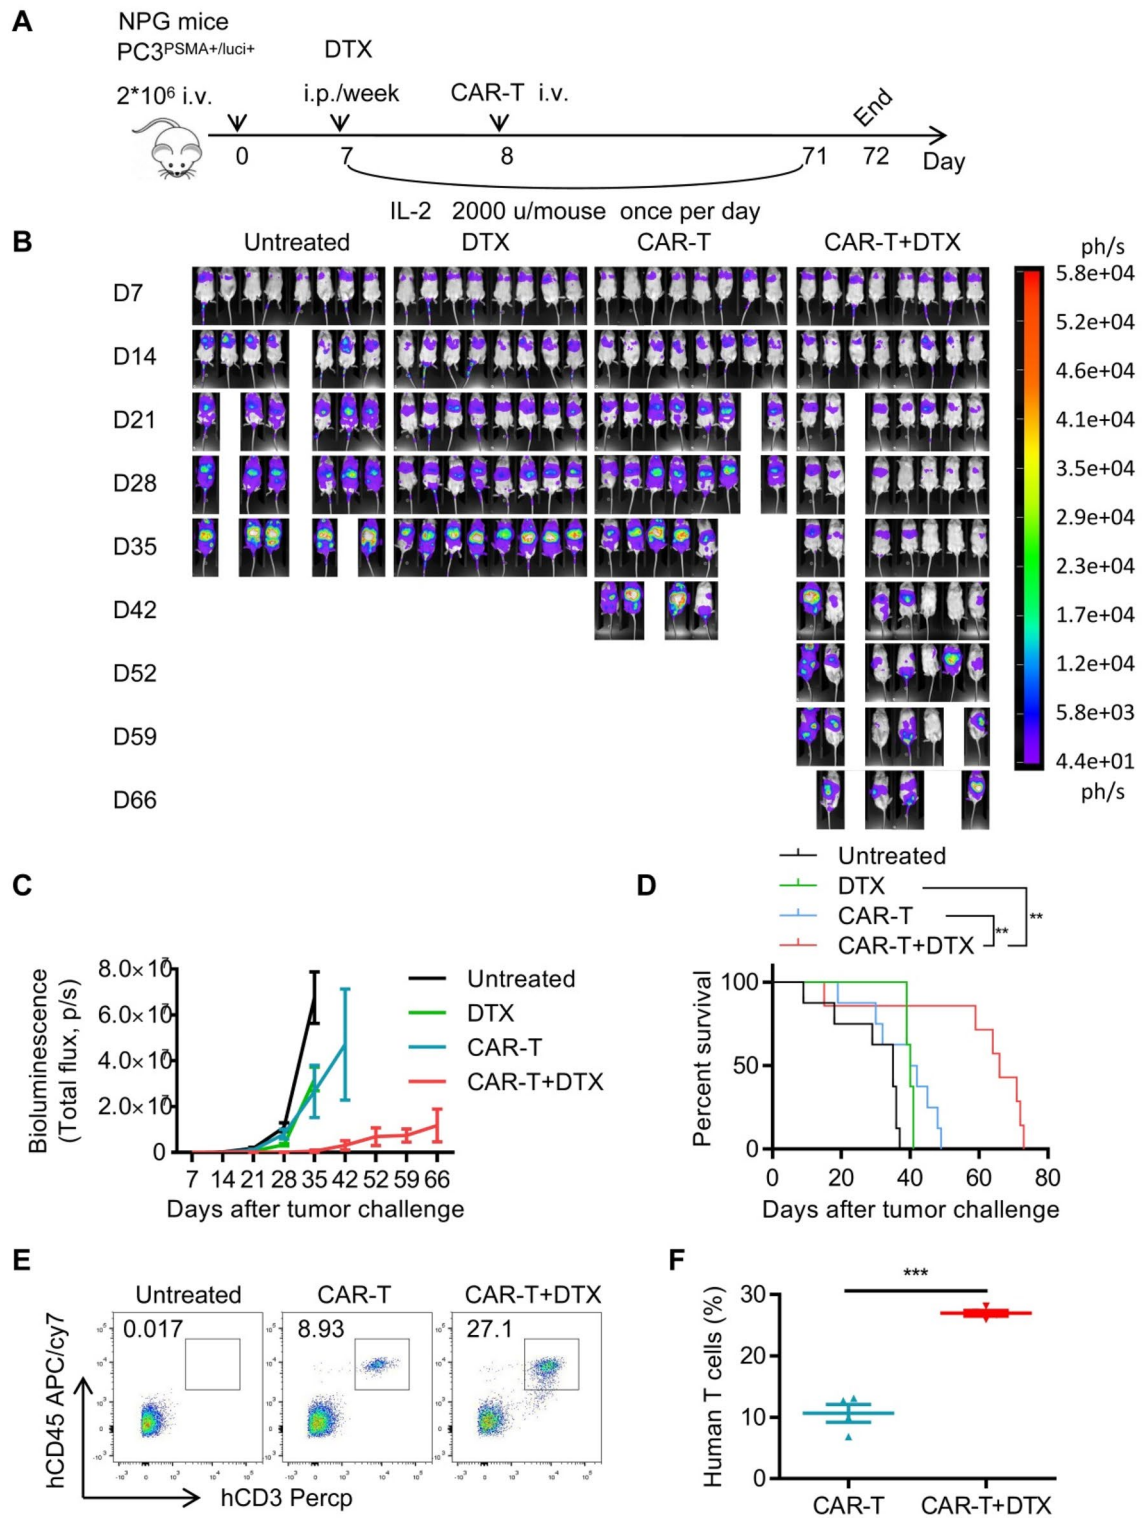 A
NPG mice
PC3PSMA+/luci+
DTX
2*10⁶ i.v.
i.p./week
CAR-T i.v.
End
0
7
8
71
72
Day
IL-2 2000 u/mouse once per day
B
Untreated
DTX
CAR-T
CAR-T+DTX
ph/s
D7
D14
D21
D28
D35
D42
D52
D59
D66
5.8e+04
5.2e+04
4.6e+04
4.1e+04
3.5e+04
2.9e+04
2.3e+04
1.7e+04
1.2e+04
5.8e+03
4.4e+01
ph/s
C
Bioluminescence
(Total flux, p/s)
8.0×10⁷
6.0×10⁷
4.0×10⁷
2.0×10⁷
0
7 14 21 28 35 42 52 59 66
Days after tumor challenge
Untreated
DTX
CAR-T
CAR-T+DTX
D
Untreated
DTX
CAR-T
CAR-T+DTX
**
**
Percent survival
100
50
0
0 20 40 60 80
Days after tumor challenge
E
Untreated
CAR-T
CAR-T+DTX
0.017
8.93
27.1
hCD45 APC/cy7
hCD3 Percp
F
***
Human T cells (%)
30
20
10
0
CAR-T
CAR-T+DTX